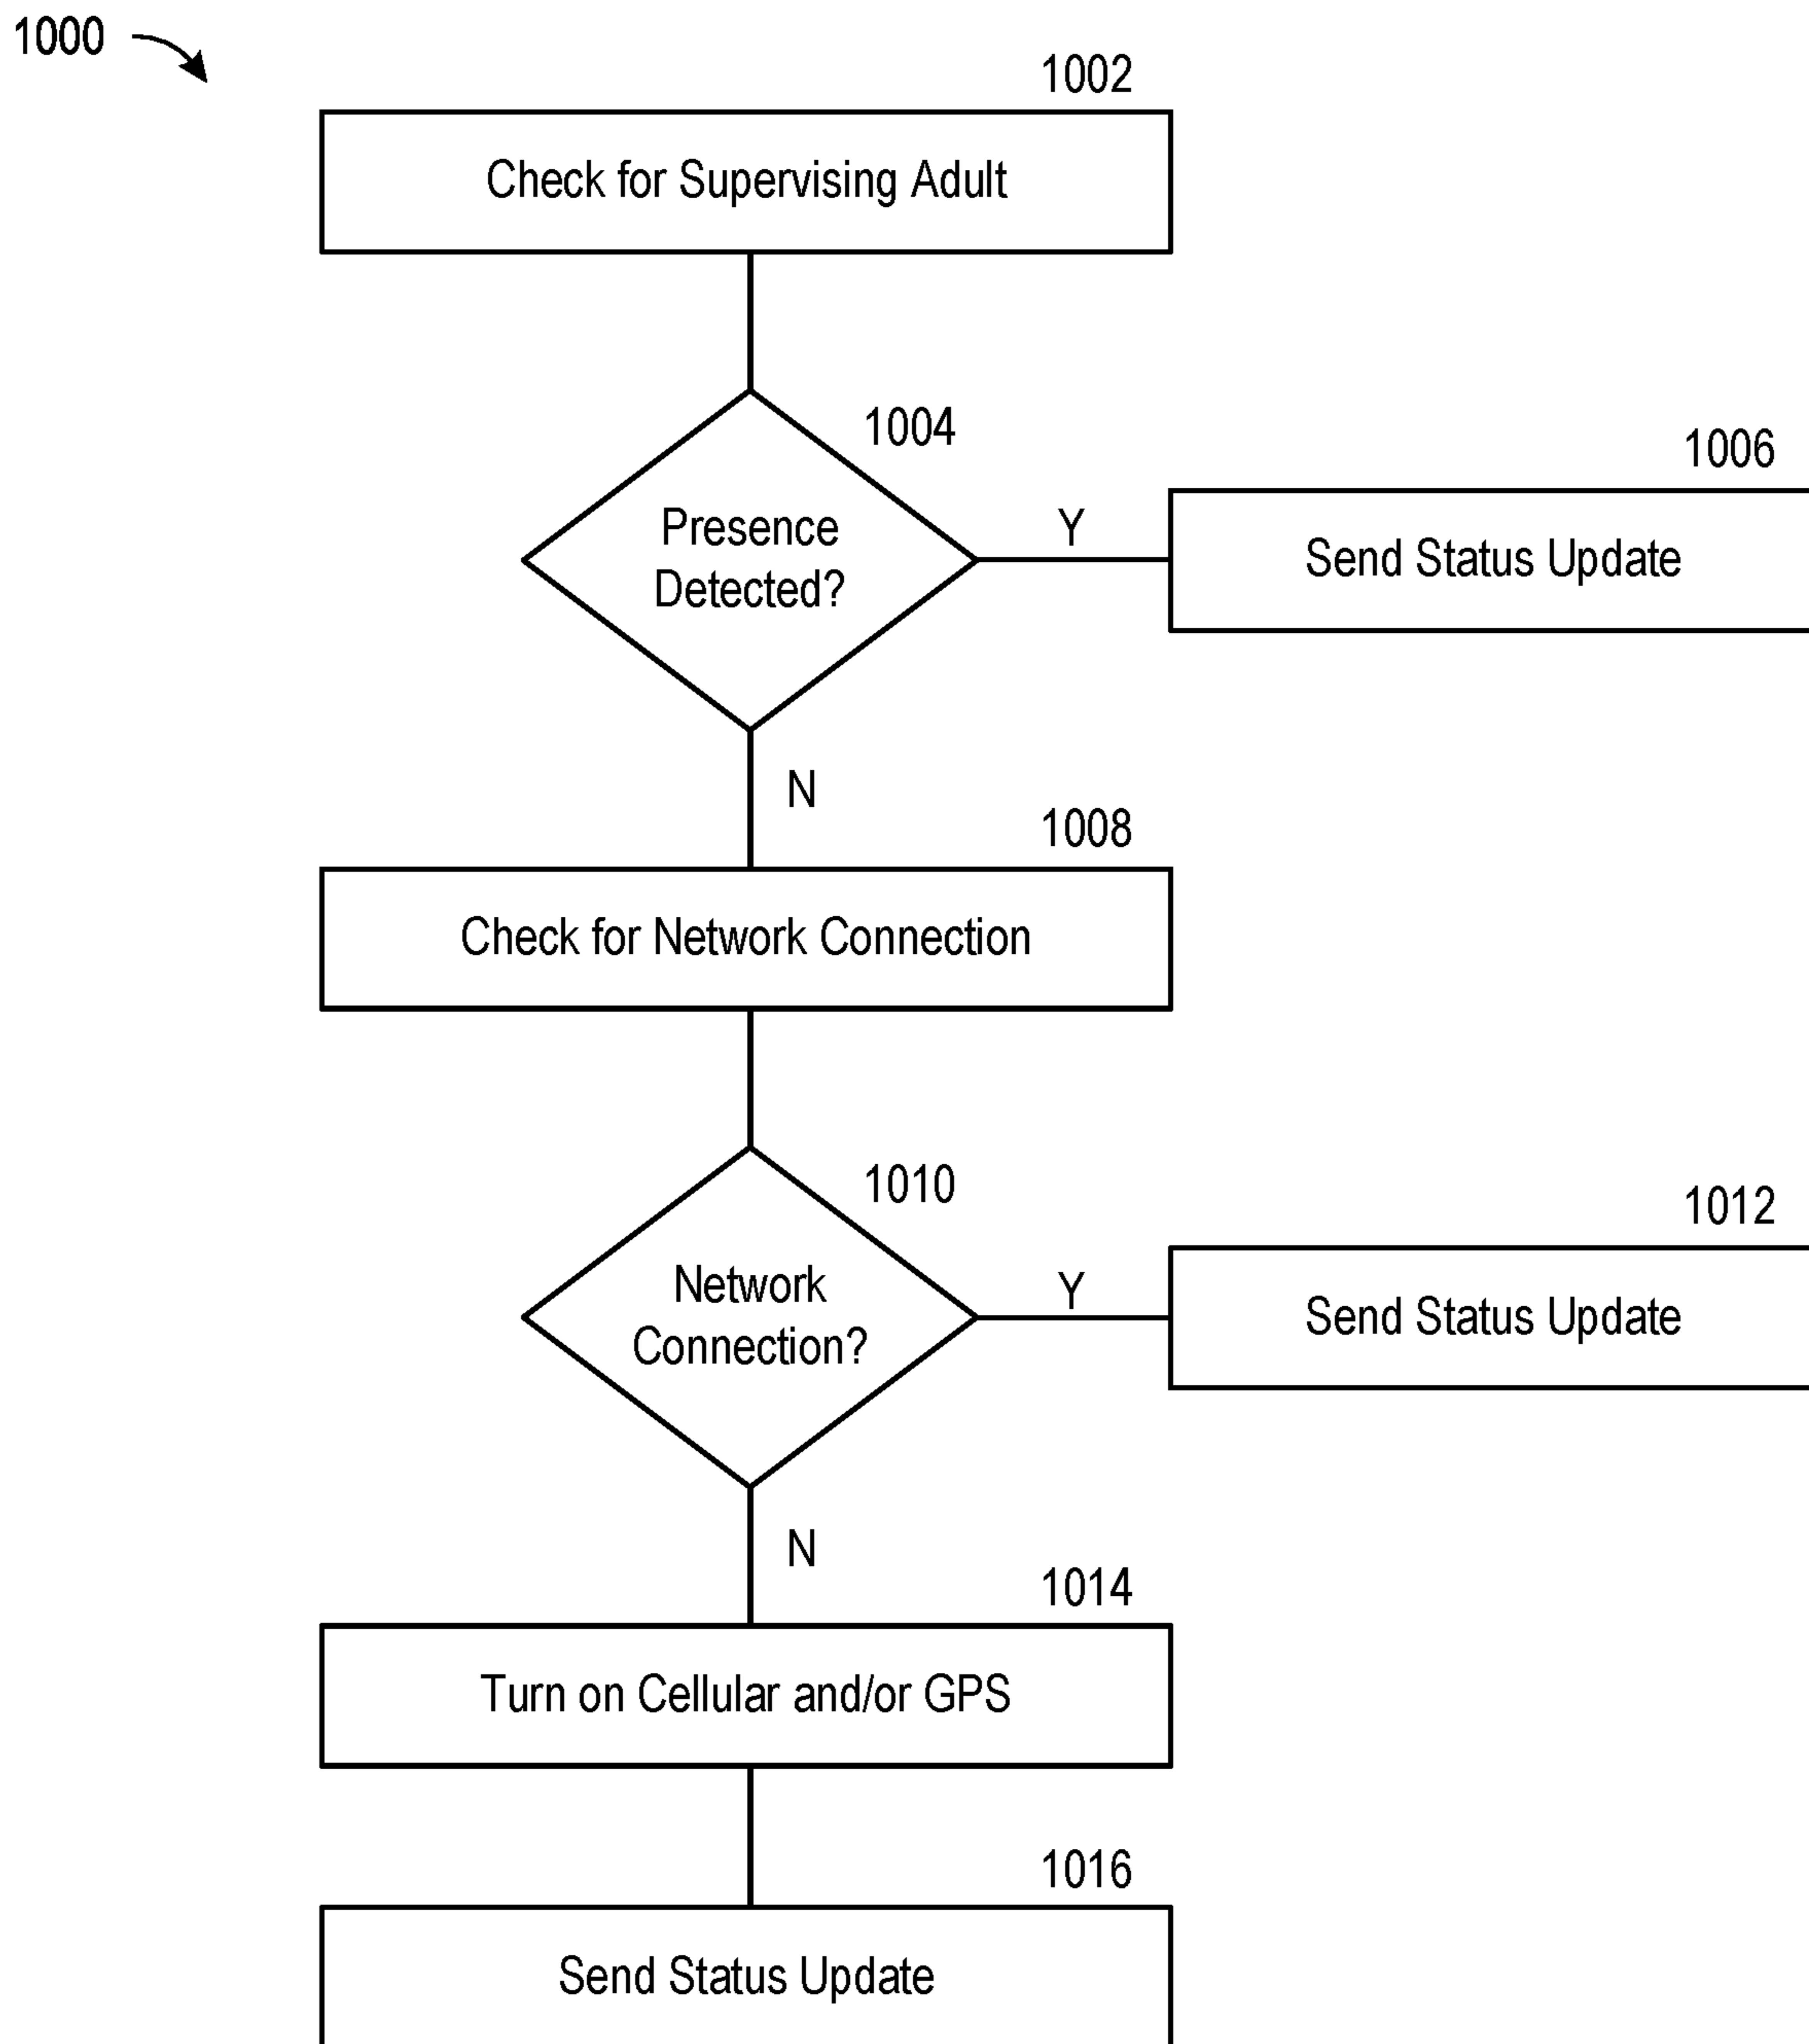 1000
1002
Check for Supervising Adult
1004
Presence
Detected?
Y
1006
Send Status Update
N
1008
Check for Network Connection
1010
Network
Connection?
Y
1012
Send Status Update
N
1014
Turn on Cellular and/or GPS
1016
Send Status Update